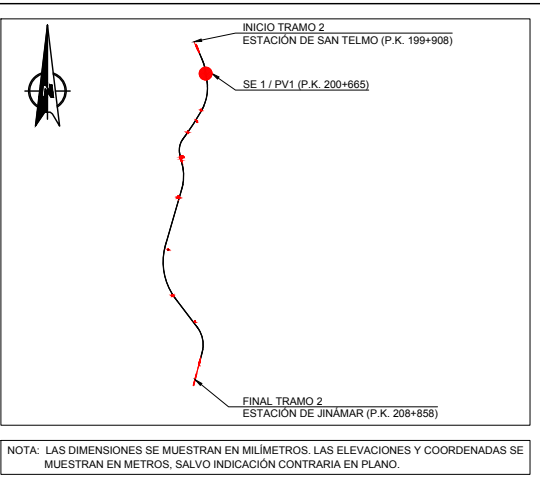 INICIO TRAMO 2
ESTACIÓN DE SAN TELMO (P.K. 199+908)
SE 1 / PV1 (P.K. 200+665)
N
FINAL TRAMO 2
ESTACIÓN DE JINÁMAR (P.K. 208+858)
NOTA: LAS DIMENSIONES SE MUESTRAN EN MILÍMETROS. LAS ELEVACIONES Y COORDENADAS SE
MUESTRAN EN METROS, SALVO INDICACIÓN CONTRARIA EN PLANO.